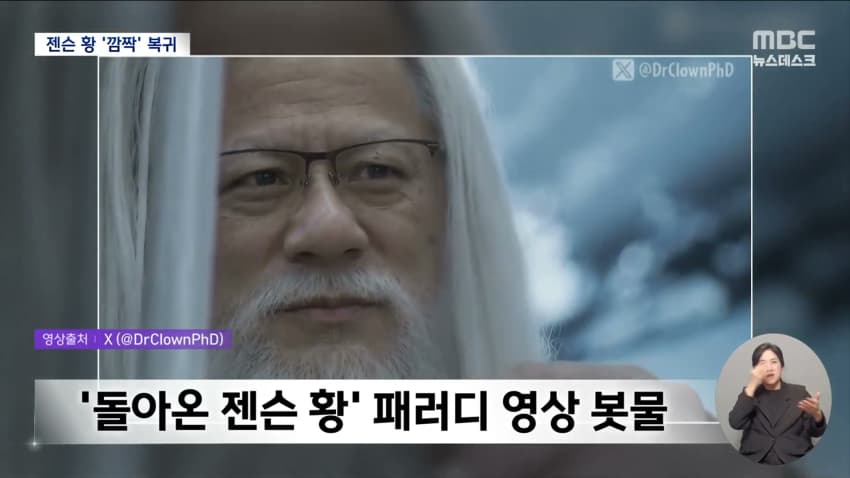 젠슨 황 '깜짝' 복귀
MBC
뉴스데스크
X @DrClownPhD
영상출처 | X (@DrClownPhD)
'돌아온 젠슨 황' 패러디 영상 봇물